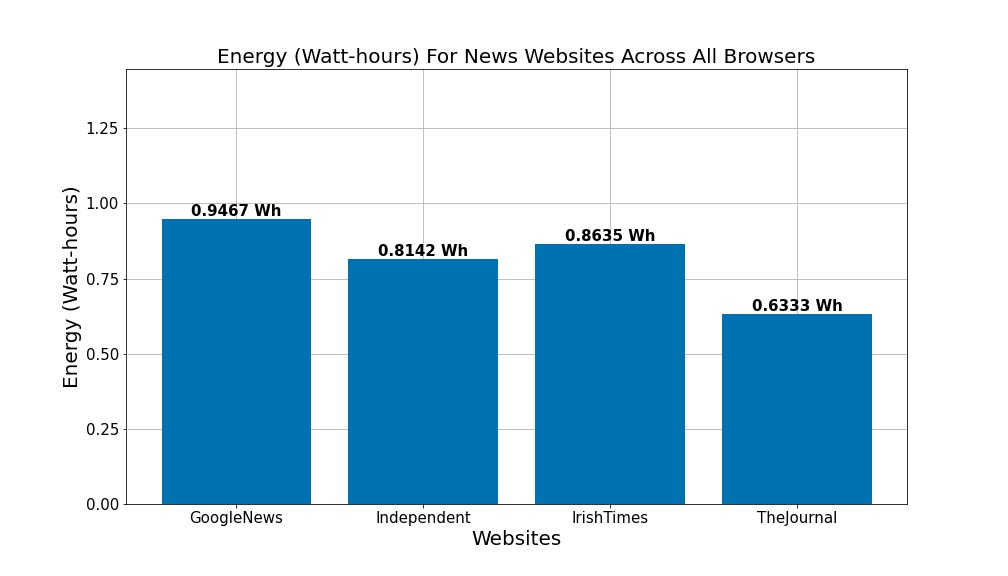 Energy (Watt-hours) For News Websites Across All Browsers
Energy (Watt-hours)
1.25
1.00
0.75
0.50
0.25
0.00
0.9467 Wh
0.8142 Wh
0.8635 Wh
0.6333 Wh
GoogleNews Independent IrishTimes TheJournal
Websites